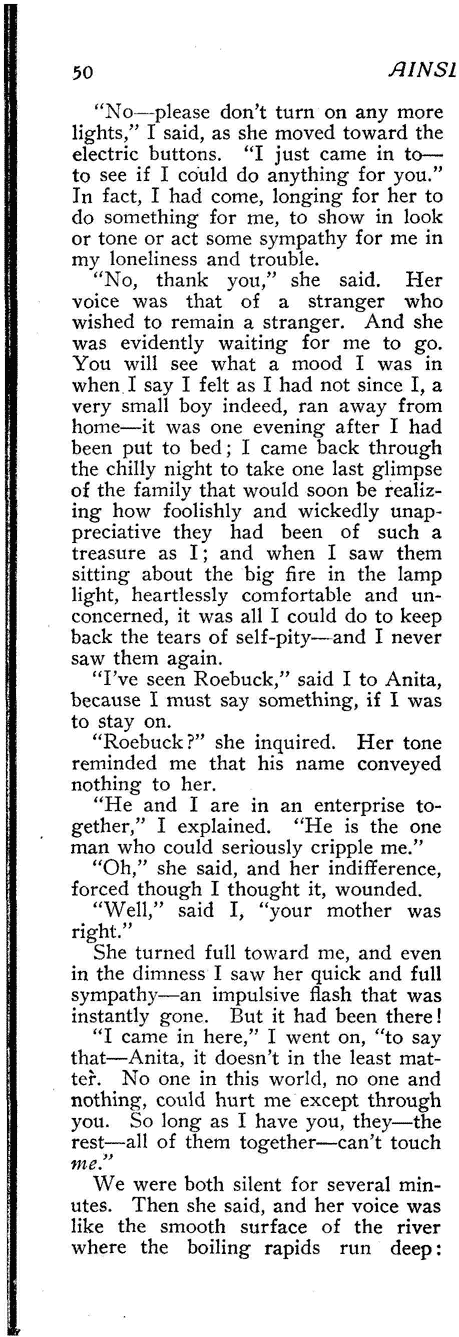 50 AINSL
"No—please don't turn on any more
lights," I said, as she moved toward the
electric buttons. "I just came in to—
to see if I could do anything for you."
In fact, I had come, longing for her to
do something for me, to show in look
or tone or act some sympathy for me in
my loneliness and trouble.
"No, thank you," she said. Her
voice was that of a stranger who
wished to remain a stranger. And she
was evidently waiting for me to go.
You will see what a mood I was in
when I say I felt as I had not since I, a
very small boy indeed, ran away from
home—it was one evening after I had
been put to bed; I came back through
the chilly night to take one last glimpse
of the family that would soon be realiz-
ing how foolishly and wickedly unap-
preciative they had been of such a
treasure as I; and when I saw them
sitting about the big fire in the lamp
light, heartlessly comfortable and un-
concerned, it was all I could do to keep
back the tears of self-pity—and I never
saw them again.
"I've seen Roebuck," said I to Anita,
because I must say something, if I was
to stay on.
"Roebuck?" she inquired. Her tone
reminded me that his name conveyed
nothing to her.
"He and I are in an enterprise to-
gether," I explained. "He is the one
man who could seriously cripple me."
"Oh," she said, and her indifference,
forced though I thought it, wounded.
"Well," said I, "your mother was
right."
She turned full toward me, and even
in the dimness I saw her quick and full
sympathy—an impulsive flash that was
instantly gone. But it had been there!
"I came in here," I went on, "to say
that—Anita, it doesn't in the least mat-
ter. No one in this world, no one and
nothing, could hurt me except through
you. So long as I have you, they—the
rest—all of them together—can't touch
me."
We were both silent for several min-
utes. Then she said, and her voice was
like the smooth surface of the river
where the boiling rapids run deep: